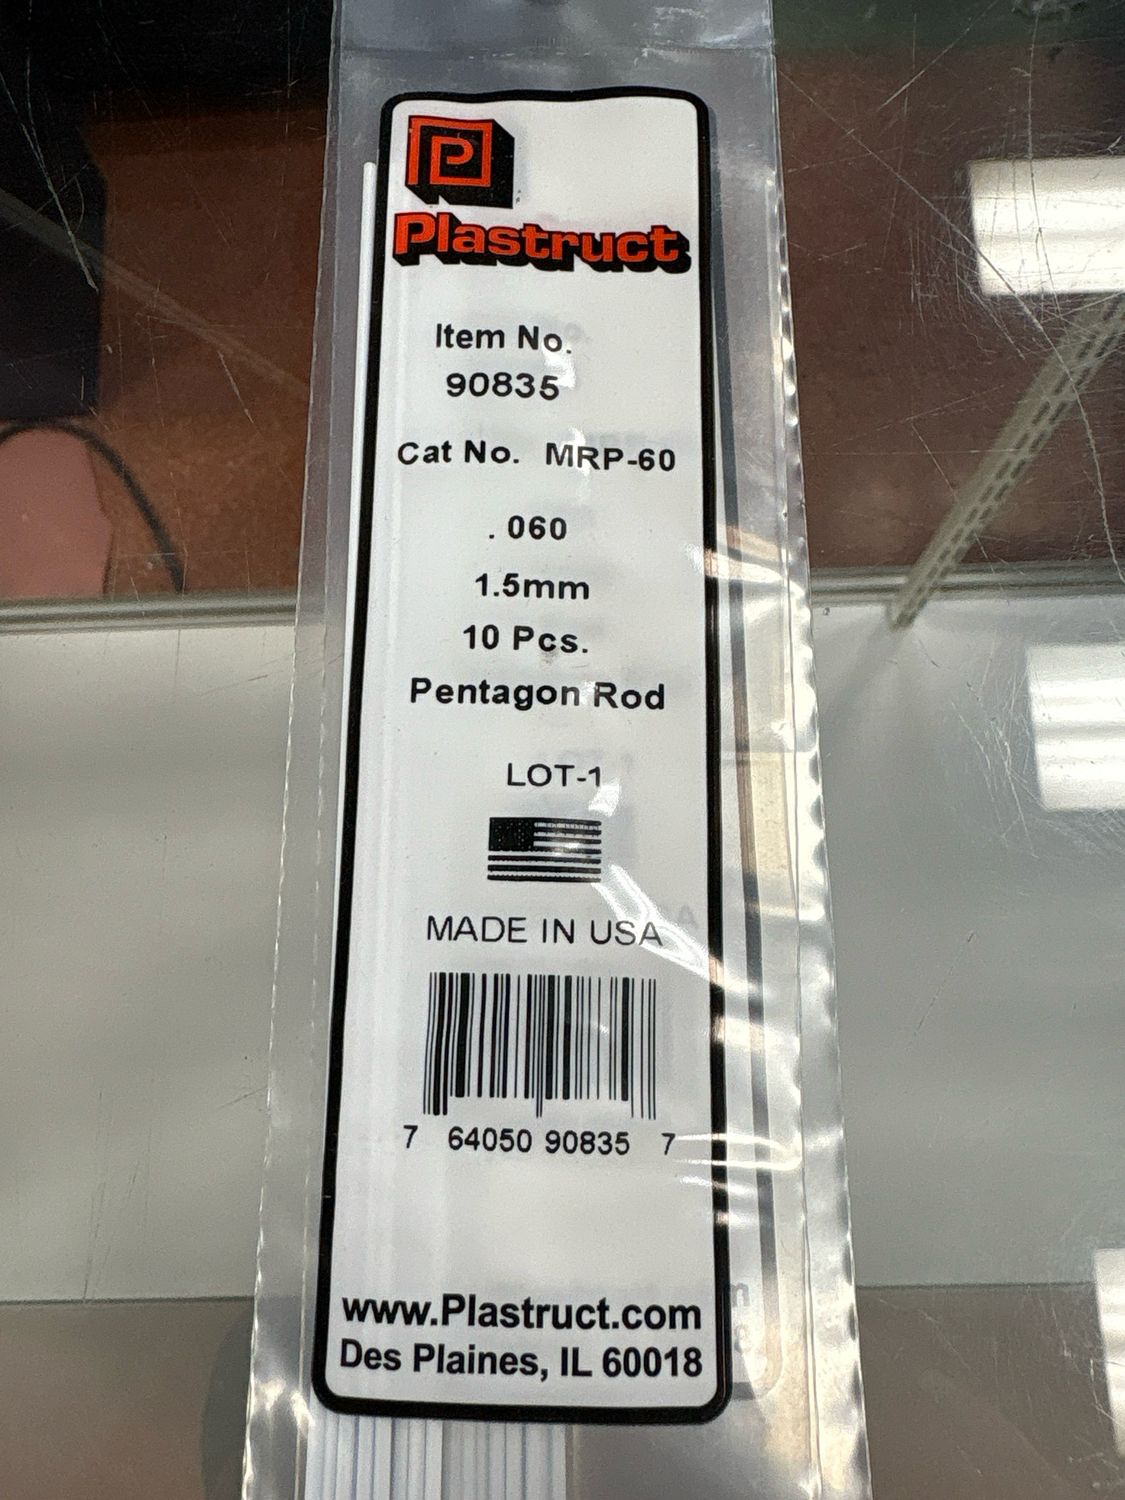 P
Plastruct
Item No.
90835
Cat No. MRP-60
.060
1.5mm
10 Pcs.
Pentagon Rod
LOT-1
MADE IN USA
7 64050 90835 7
www.Plastruct.com
Des Plaines, IL 60018